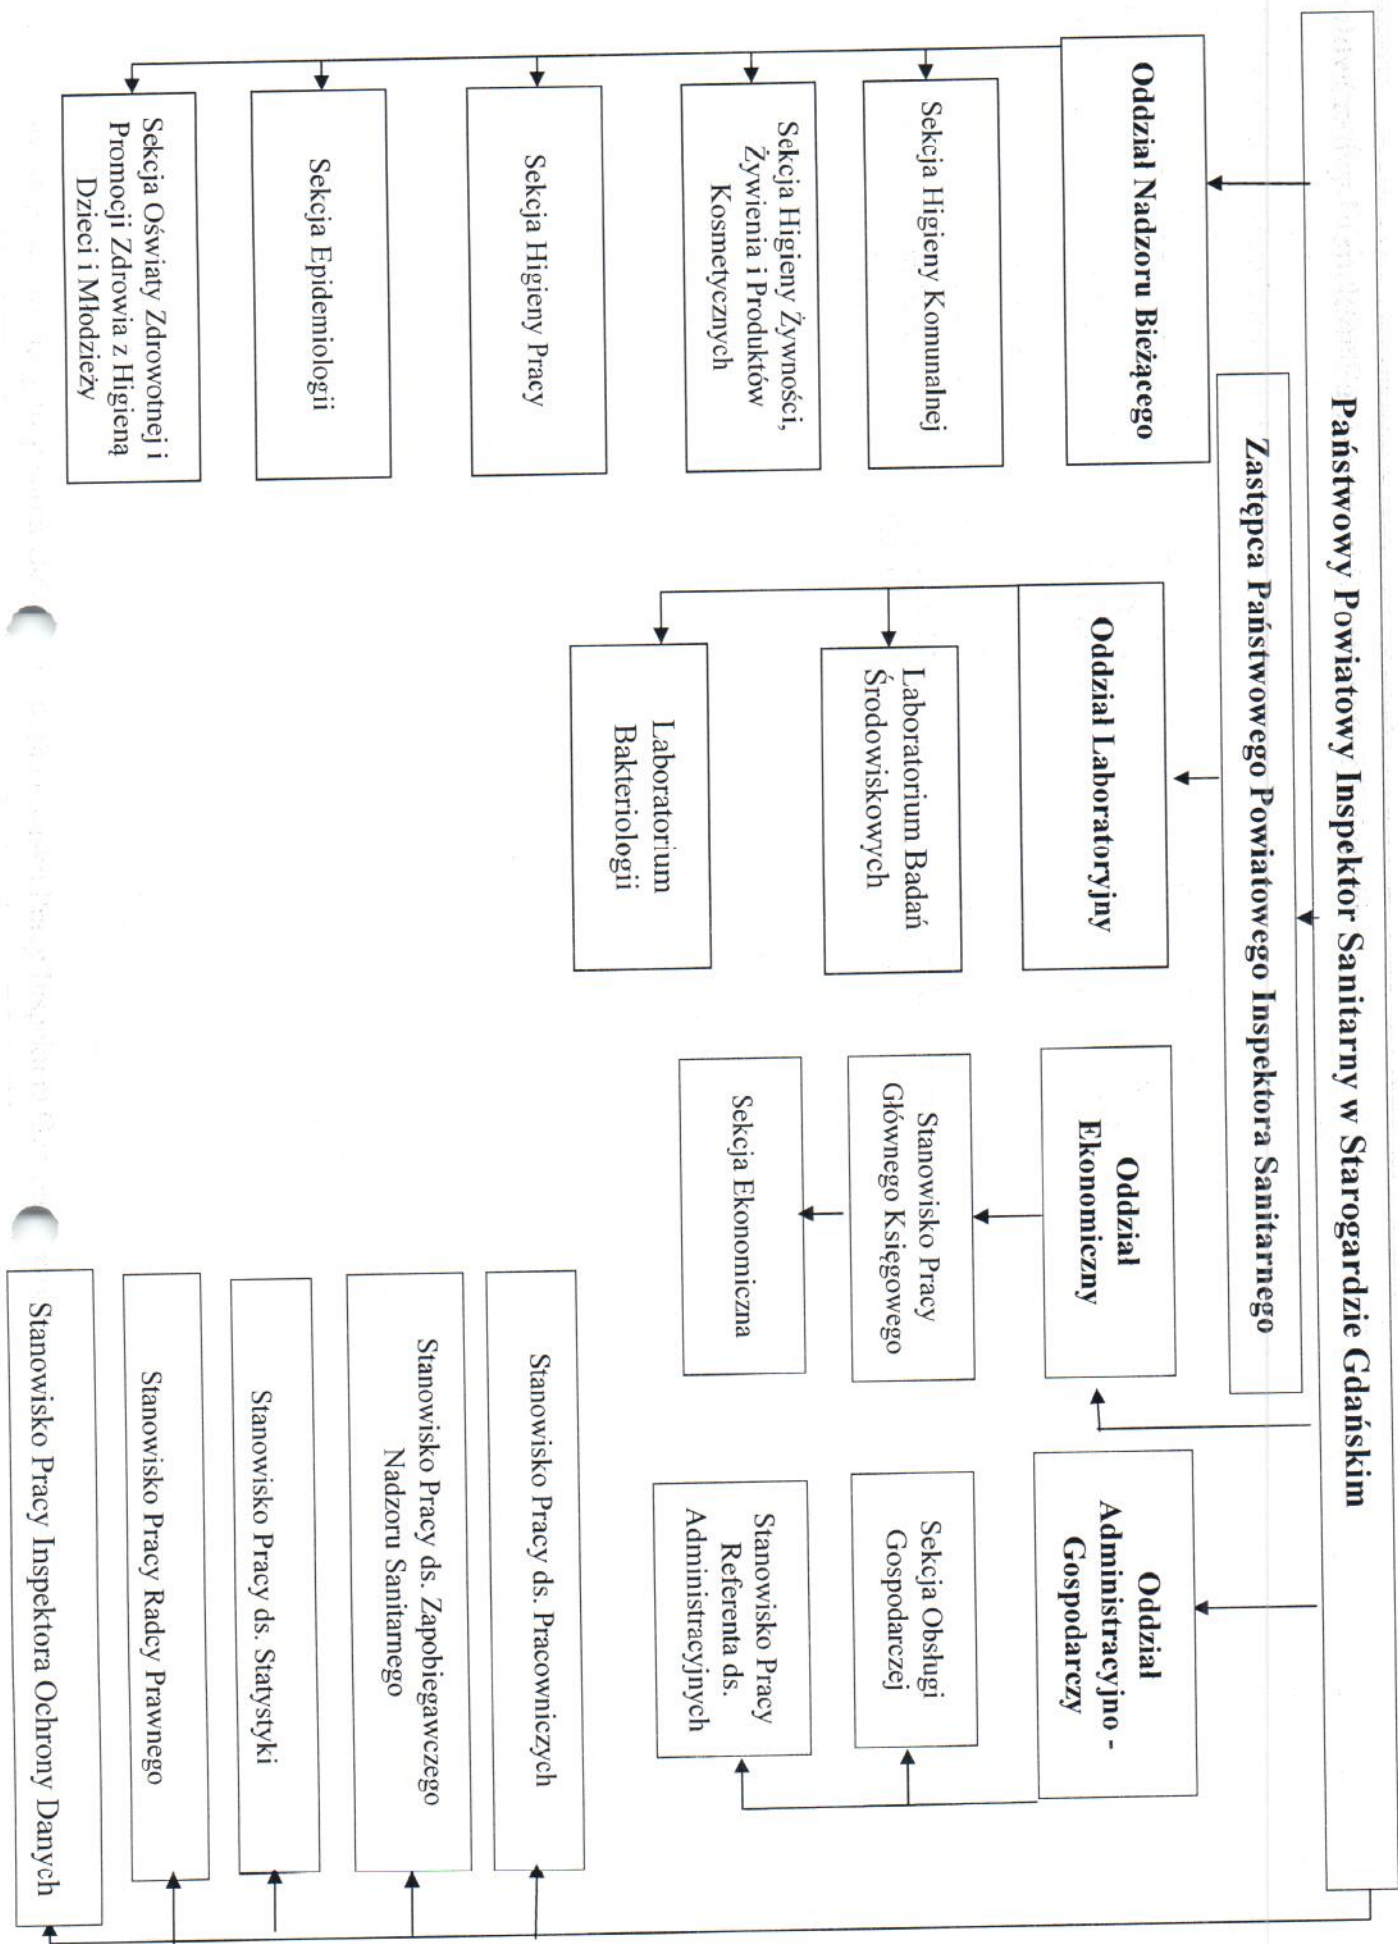 Państwowy Powiatowy Inspektor Sanitarny w Starogardzie Gdańskim
Zastępca Państwowego Powiatowego Inspektora Sanitarnego
Oddział Nadzoru Bieżącego
Sekcja Higieny Komunalnej
Sekcja Higieny Żywności,
Żywienia i Produktów
Kosmetycznych
Sekcja Higieny Pracy
Sekcja Epidemiologii
Sekcja Oświaty Zdrowotnej i
Promocji Zdrowia z Higieną
Dzieci i Młodzieży
Oddział Laboratoryjny
Laboratorium Badań
Środowiskowych
Laboratorium
Bakteriologii
Oddział
Ekonomiczny
Stanowisko Pracy
Głównego Księgowego
Sekcja Ekonomiczna
Oddział
Administracyjno -
Gospodarczy
Sekcja Obsługi
Gospodarczej
Stanowisko Pracy
Referenta ds.
Administracyjnych
Stanowisko Pracy ds. Pracowniczych
Stanowisko Pracy ds. Zapobiegawczego
Nadzoru Sanitarnego
Stanowisko Pracy ds. Statystyki
Stanowisko Pracy Radcy Prawnego
Stanowisko Pracy Inspektora Ochrony Danych